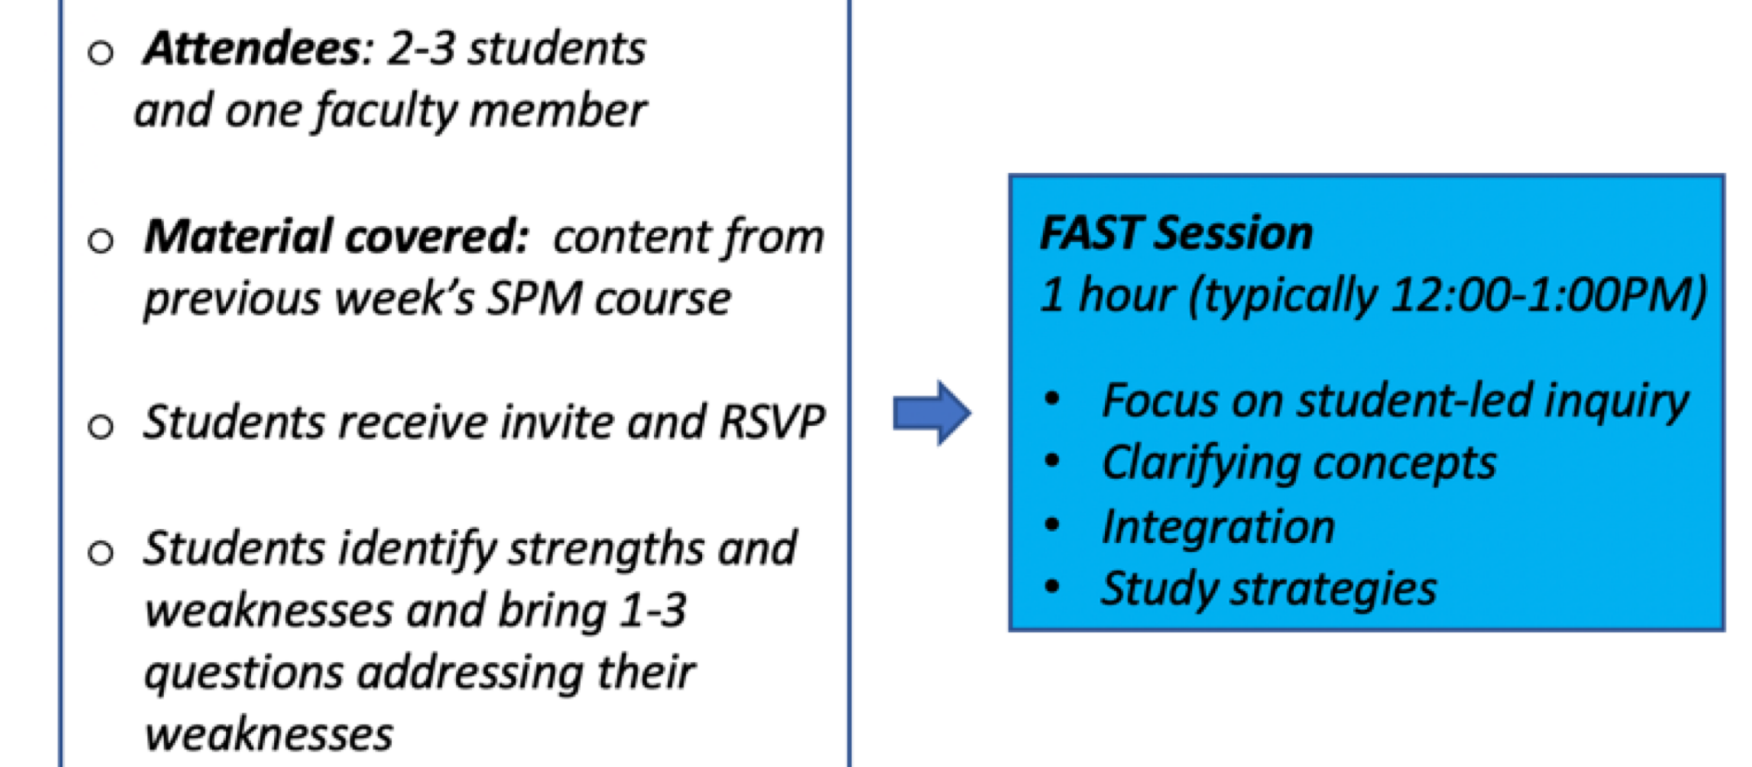 ○ Attendees: 2-3 students
and one faculty member
○ Material covered:  content from
previous week's SPM course
○ Students receive invite and RSVP
○ Students identify strengths and
weaknesses and bring 1-3
questions addressing their
weaknesses
FAST Session
1 hour (typically 12:00-1:00PM)
• Focus on student-led inquiry
• Clarifying concepts
• Integration
• Study strategies